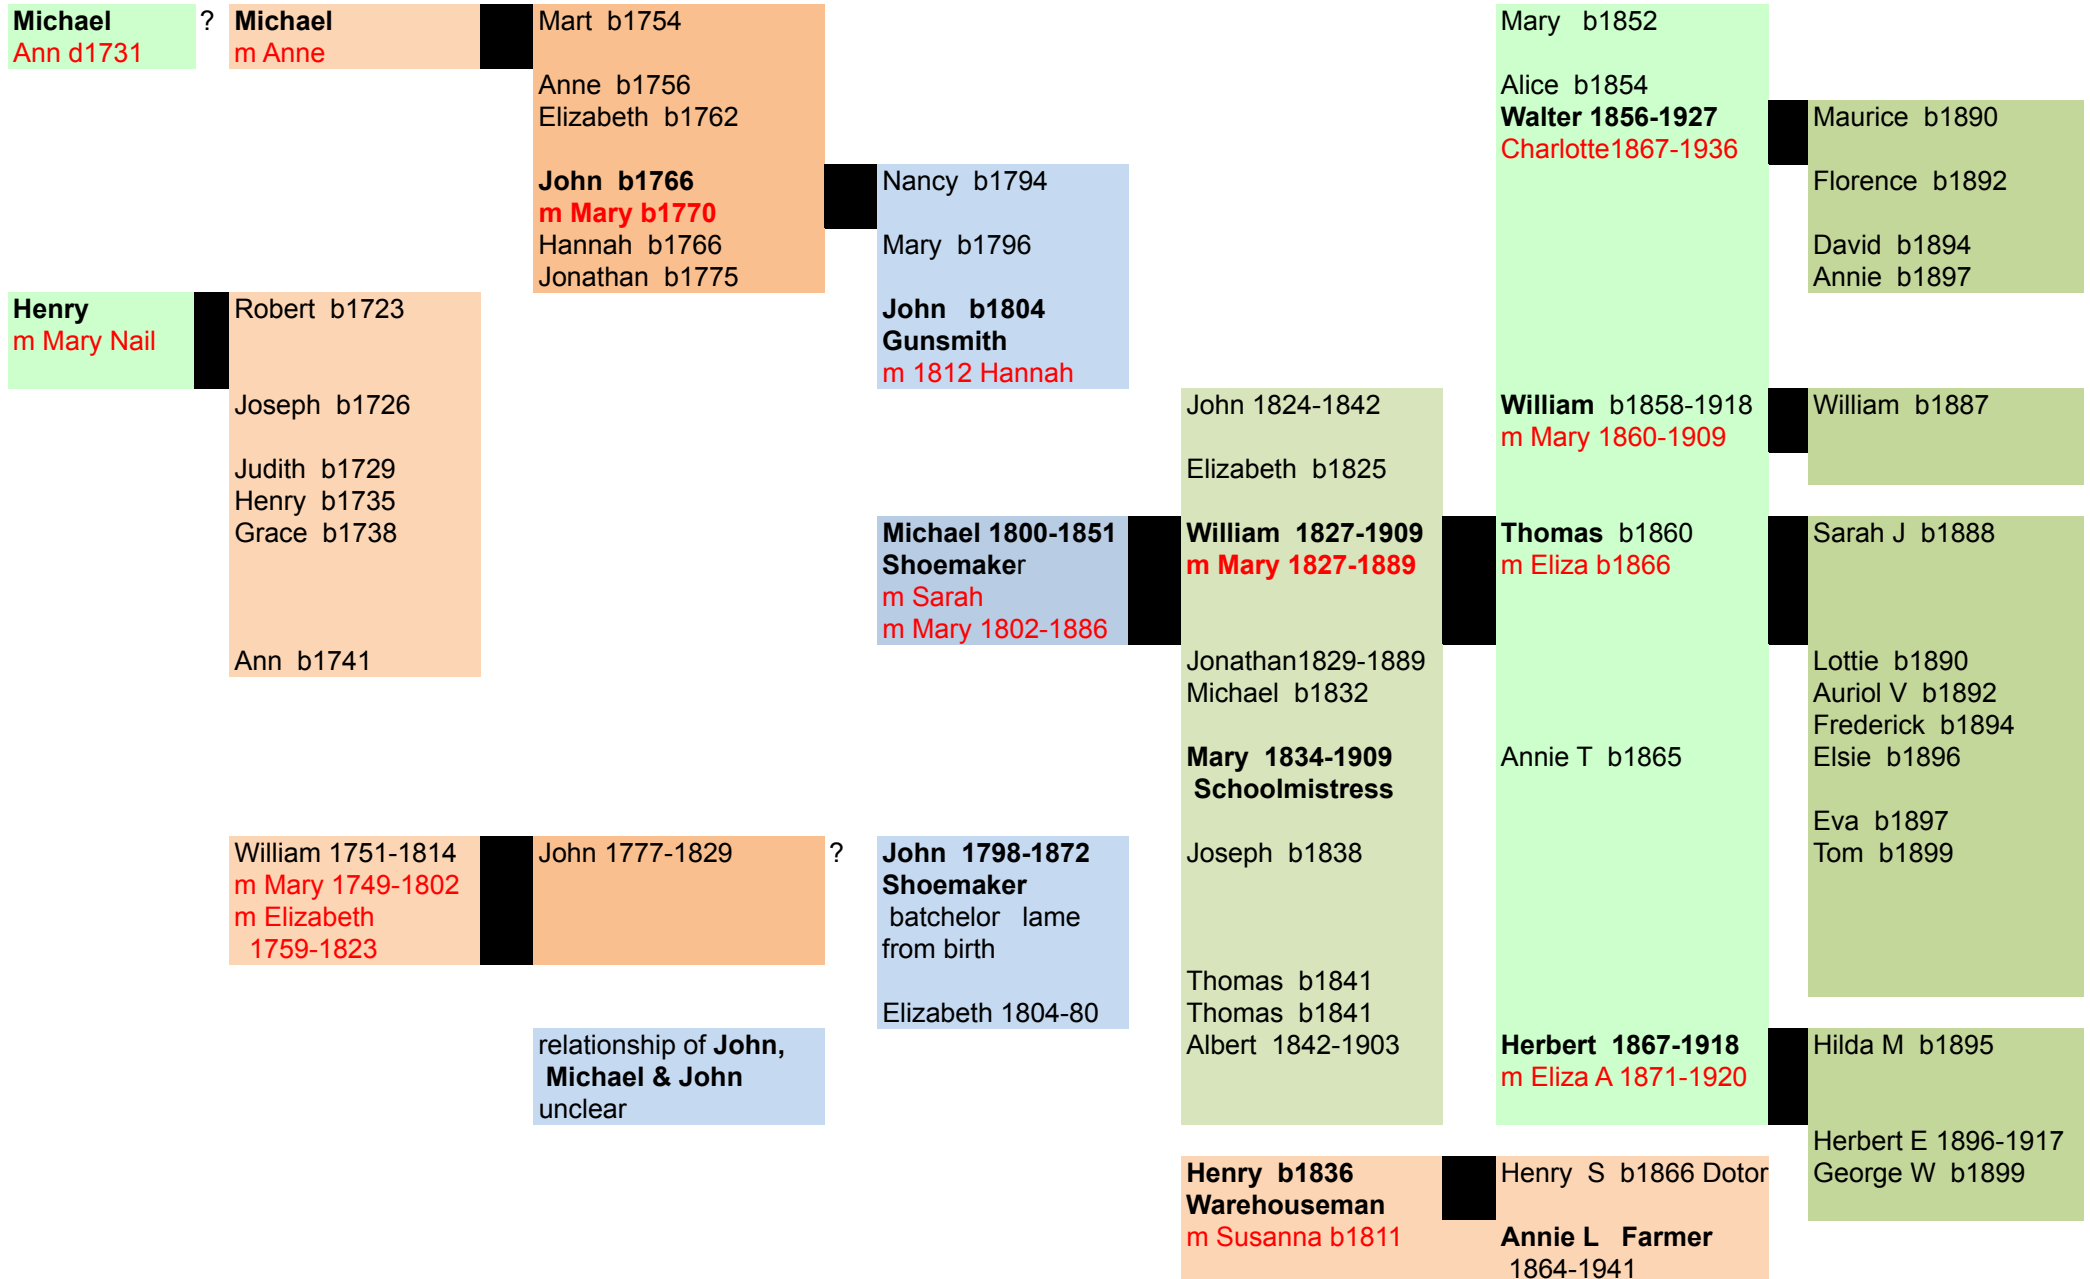 Michael
Ann d1731
?
Michael
m Anne
Henry
m Mary Nail
Robert b1723
Joseph b1726
Judith b1729
Henry b1735
Grace b1738
Ann b1741
William 1751-1814
m Mary 1749-1802
m Elizabeth
1759-1823
Mart b1754
Anne b1756
Elizabeth b1762
John b1766
m Mary b1770
Hannah b1766
Jonathan b1775
John 1777-1829
?
relationship of John,
Michael & John
unclear
Nancy b1794
Mary b1796
John b1804
Gunsmith
m 1812 Hannah
Michael 1800-1851
Shoemaker
m Sarah
m Mary 1802-1886
John 1798-1872
Shoemaker
batchelor lame
from birth
Elizabeth 1804-80
John 1824-1842
Elizabeth b1825
William 1827-1909
m Mary 1827-1889
Jonathan1829-1889
Michael b1832
Mary 1834-1909
Schoolmistress
Joseph b1838
Thomas b1841
Thomas b1841
Albert 1842-1903
Henry b1836
Warehouseman
m Susanna b1811
Mary b1852
Alice b1854
Walter 1856-1927
Charlotte1867-1936
William b1858-1918
m Mary 1860-1909
Thomas b1860
m Eliza b1866
Annie T b1865
Herbert 1867-1918
m Eliza A 1871-1920
Henry S b1866 Dotor
Annie L Farmer
1864-1941
Maurice b1890
Florence b1892
David b1894
Annie b1897
William b1887
Sarah J b1888
Lottie b1890
Auriol V b1892
Frederick b1894
Elsie b1896
Eva b1897
Tom b1899
Hilda M b1895
Herbert E 1896-1917
George W b1899